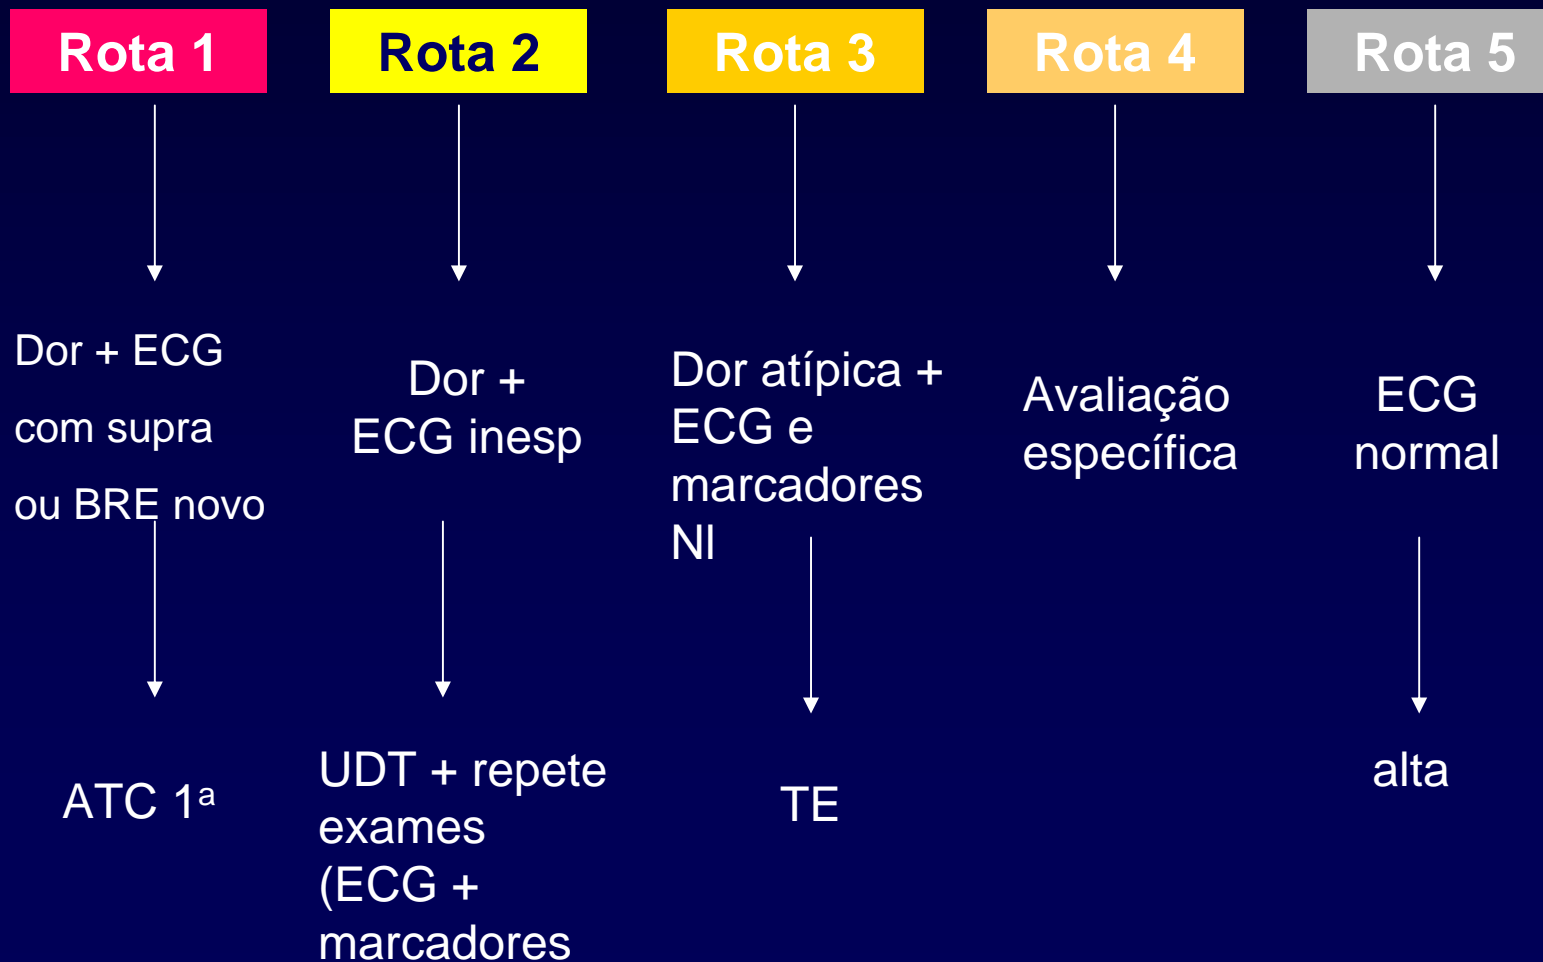 Rota 1
Rota 2
Rota 3
Rota 4
Rota 5
Dor + ECG
com supra
ou BRE novo
Dor +
ECG inesp
Dor atípica +
ECG e
marcadores
Nl
Avaliação
específica
ECG
normal
ATC 1ª
UDT + repete
exames
(ECG +
marcadores
TE
alta